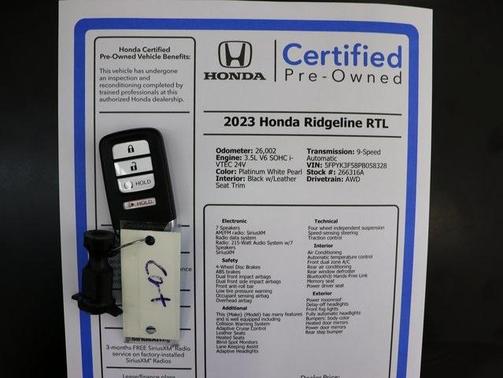 Honda Certified
Pre-Owned Vehicle Benefits:
This vehicle has undergone
an inspection and
reconditioning completed by
trained professionals at this
authorized Honda dealership.
HONDA
Certified
Pre-Owned
2023 Honda Ridgeline RTL
Odometer: 26,002
Engine: 3.5L V6 SOHC i-
VTEC 24V
Color: Platinum White Pearl
Interior: Black w/Leather
Seat Trim
Transmission: 9-Speed
Automatic
VIN: 5FPYK3F58PB058328
Stock #: 266316A
Drivetrain: AWD
HOLD
HOLD
Cert
Electronic
7 Speakers
AM/FM radio: SiriusXM
Radio data system
Radio: 215-Watt Audio System w/7
Speakers
SiriusXM
Safety
4-Wheel Disc Brakes
ABS brakes
Dual front impact airbags
Dual front side impact airbags
Front anti-roll bar
Low tire pressure warning
Occupant sensing airbag
Overhead airbag
Additional
This (Make) (Model) has many features
and is well equipped including
Collision Warning System
Adaptive Cruise Control
Leather Seats
Heated Seats
Blind Spot Monitors
Lane Keeping Assist
Adaptive Headlights
Technical
Four wheel independent suspension
Speed-sensing steering
Traction control
Interior
Air Conditioning
Automatic temperature control
Front dual zone A/C
Rear air conditioning
Rear window defroster
Bluetooth® Hands-Free Link
Memory seat
Power driver seat
Exterior
Power moonroof
Delay-off headlights
Front fog lights
Fully automatic headlights
Bumpers: body-color
Heated door mirrors
Power door mirrors
Rear step bumper
3-months FREE SiriusXM® Radio
service on factory-installed
SiriusXM® Radios